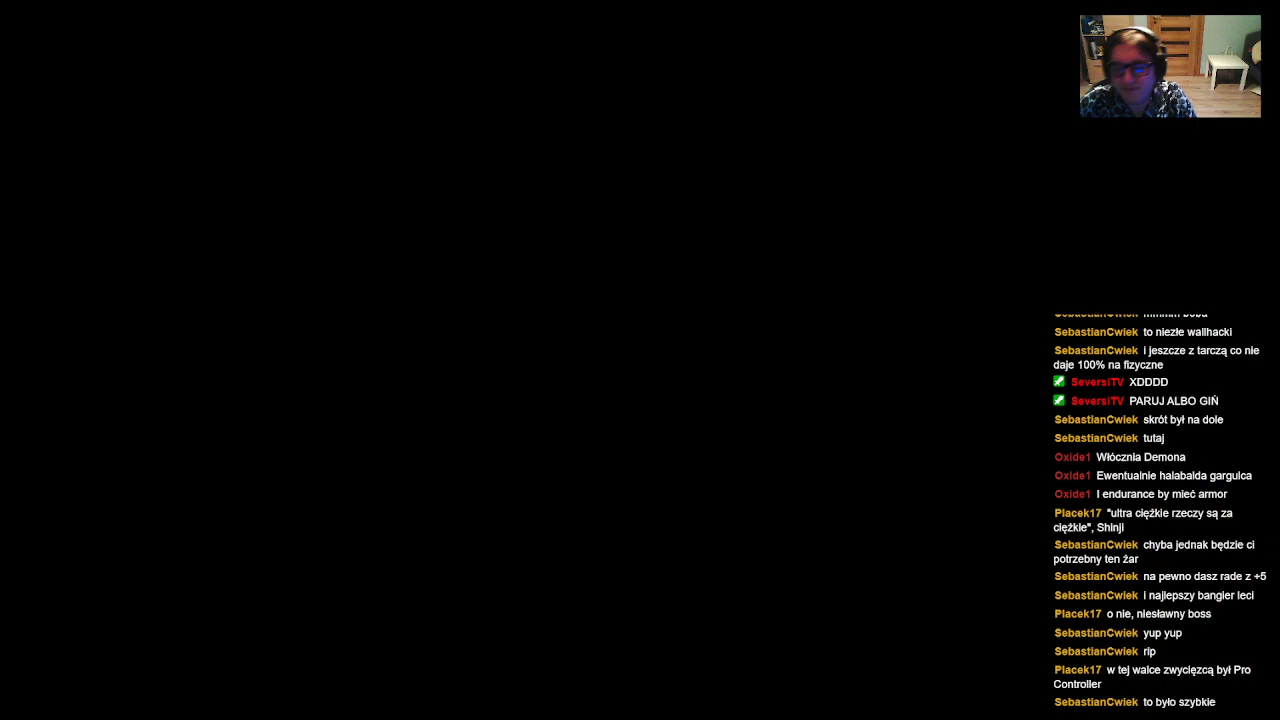 SebastianCwiek to niezłe wallhacki
SebastianCwiek i jeszcze z tarczą co nie
daje 100% na fizyczne
SeversiTV XDDDD
SeversiTV PARUJ ALBO GIŃ
SebastianCwiek skrót był na dole
SebastianCwiek tutaj
Oxide1 Włócznia Demona
Oxide1 Ewentualnie halabalda gargulca
Oxide1 I endurance by mieć armor
Placek17 "ultra ciężkie rzeczy są za
ciężkie", Shinji
SebastianCwiek chyba jednak będzie ci
potrzebny ten żar
SebastianCwiek na pewno dasz rade z +5
SebastianCwiek i najlepszy bangier leci
Placek17 o nie, niesławny boss
SebastianCwiek yup yup
SebastianCwiek rip
Placek17 w tej walce zwycięzcą był Pro
Controller
SebastianCwiek to było szybkie